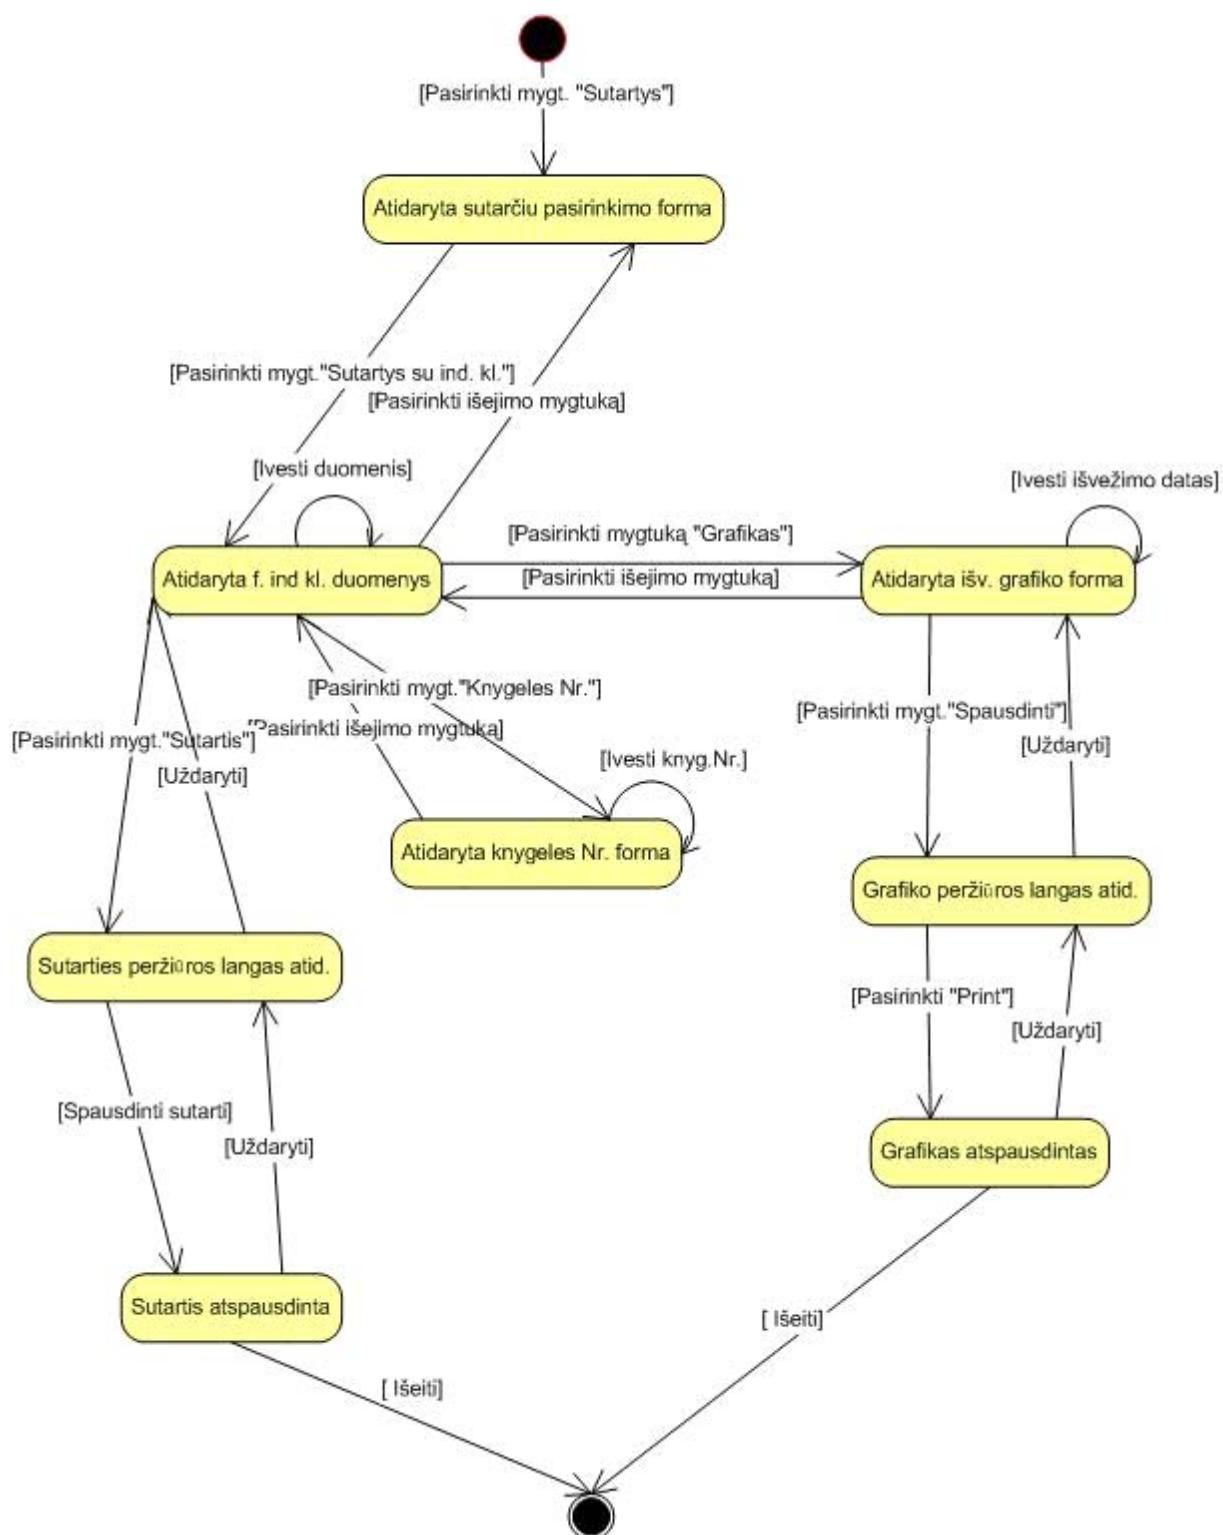 [Pasirinkti mygt. "Sutartys"]
Atidaryta sutarčiu pasirinkimo forma
[Pasirinkti mygt."Sutartys su ind. kl."]
[Pasirinkti išejimo mygtuką]
[Ivesti duomenis]
[Ivesti išvežimo datas]
[Pasirinkti mygtuką "Grafikas"]
Atidaryta f. ind kl. duomenys
[Pasirinkti išejimo mygtuką]
Atidaryta išv. grafiko forma
[Pasirinkti mygt."Knygeles Nr."]
[Pasirinkti mygt."Spausdinti"]
[Pasirinkti išejimo mygtuką]
[Pasirinkti mygt."Sutartis"]
[Uždaryti]
[Uždaryti]
[Ivesti knyg.Nr.]
Atidaryta knygeles Nr. forma
Grafiko peržiūros langas atid.
Sutarties peržiūros langas atid.
[Pasirinkti "Print"]
[Uždaryti]
[Spausdinti sutarti]
[Uždaryti]
Grafikas atspausdintas
Sutartis atspausdinta
[ Išeiti]
[ Išeiti]